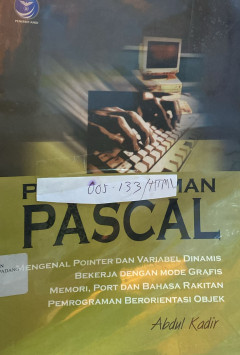 005.133/HTM/
PASCAL
MENGENAL POINTER DAN VARIABEL DINAMIS
BEKERJA DENGAN MODE GRAFIS
MEMORI, PORT DAN BAHASA RAKITAN
PEMROGRAMAN BERORIENTASI OBJEK
Abdul Kadir